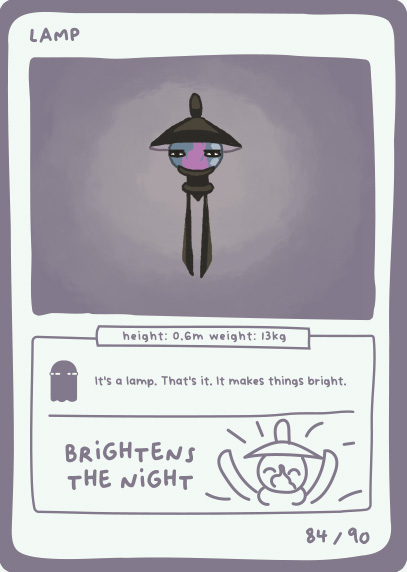 LAMP
height: 0.6m weight: 13kg
It's a lamp. That's it. It makes things bright.
BRiGHTENS
THE NiGHT
84 / 90